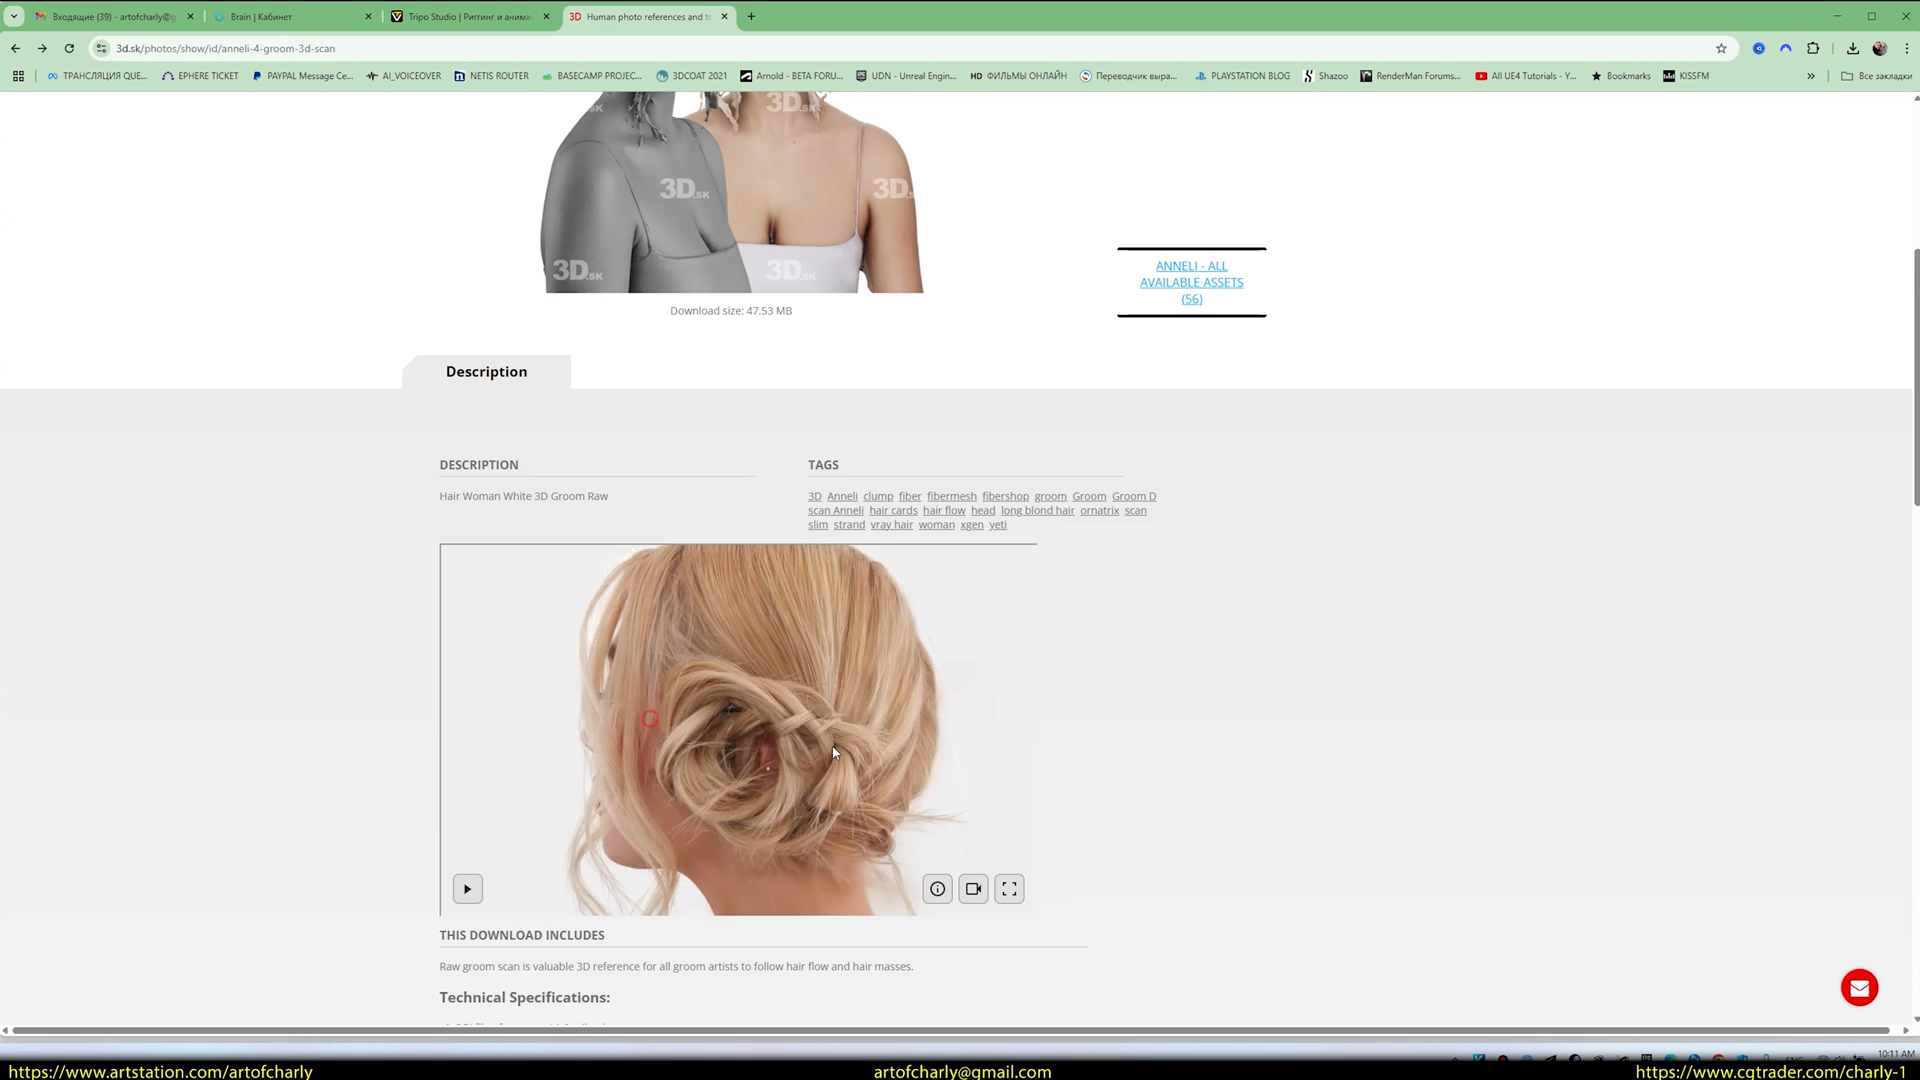 Входящие (39) - artofcharly@g
Brain | Кабинет
Tripo Studio | Риггинг и анима
3D Human photo references and te
3d.sk/photos/show/id/anneli-4-groom-3d-scan
ТРАНСЛЯЦИЯ QUE...
EPHERE TICKET
PAYPAL Message Ce...
AI_VOICEOVER
NETIS ROUTER
BASECAMP PROJEC...
3DCOAT 2021
Arnold - BETA FORU...
UDN - Unreal Engin...
HD ФИЛЬМЫ ОНЛАЙН
Переводчик выра...
PLAYSTATION BLOG
Shazoo
RenderMan Forums...
All UE4 Tutorials - Y...
Bookmarks
KISSFM
»
Все закладки
3D.SK
3D.SK
3D.S
3D.SK
3D.SK
ANNELI - ALL
AVAILABLE ASSETS
(56)
Download size: 47.53 MB
Description
DESCRIPTION
Hair Woman White 3D Groom Raw
TAGS
3D Anneli clump fiber fibermesh fibershop groom Groom Groom D
scan Anneli hair cards hair flow head long blond hair ornatrix scan
slim strand vray hair woman xgen yeti
THIS DOWNLOAD INCLUDES
Raw groom scan is valuable 3D reference for all groom artists to follow hair flow and hair masses.
Technical Specifications:
10:11 AM
https://www.artstation.com/artofcharly
artofcharly@gmail.com
https://www.cgtrader.com/charly-1